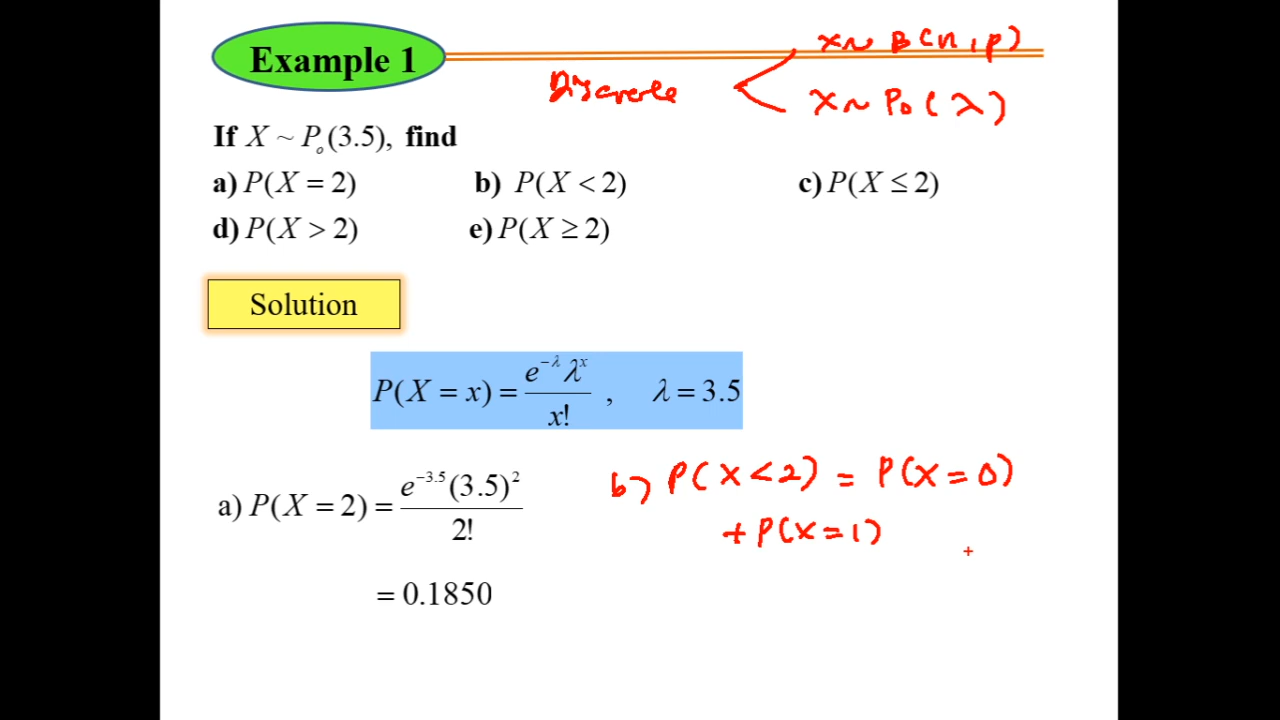 Example 1
Discrete
X ~ B(n, p)
X ~ Po(λ)
If X ~ Pₒ(3.5), find
a) P(X = 2) b) P(X < 2) c) P(X ≤ 2)
d) P(X > 2) e) P(X ≥ 2)
Solution
P(X = x) = e^{-λ} λ^x / x! , λ = 3.5
a) P(X = 2) = e^{-3.5} (3.5)^2 / 2!
= 0.1850
b) P(X < 2) = P(X = 0)
+ P(X = 1)